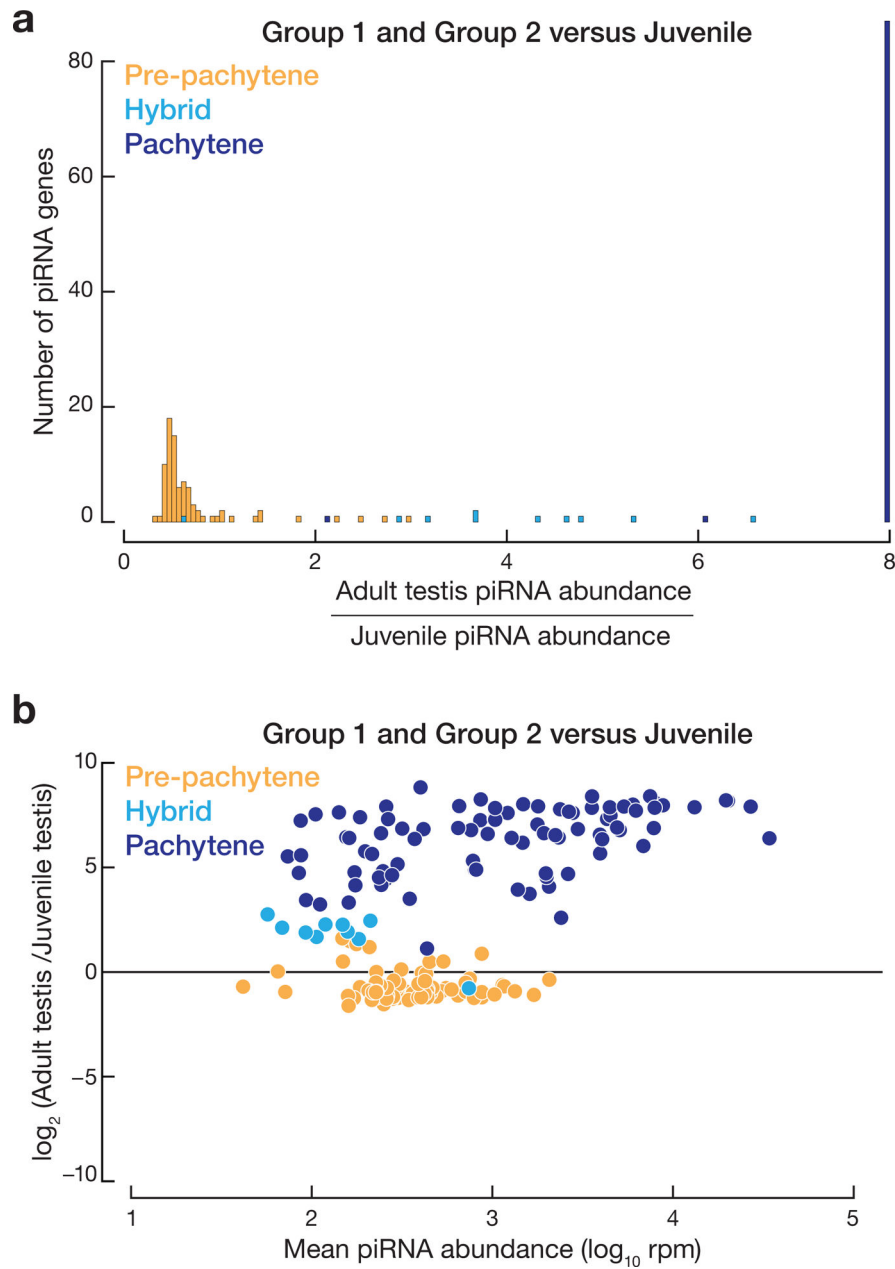 a
Group 1 and Group 2 versus Juvenile
Pre-pachytene
Hybrid
Pachytene
Number of piRNA genes
80
60
40
20
0
0 2 4 6 8
Adult testis piRNA abundance
Juvenile piRNA abundance
b
Group 1 and Group 2 versus Juvenile
Pre-pachytene
Hybrid
Pachytene
log₂ (Adult testis /Juvenile testis)
10
5
0
−5
−10
1 2 3 4 5
Mean piRNA abundance (log₁₀ rpm)